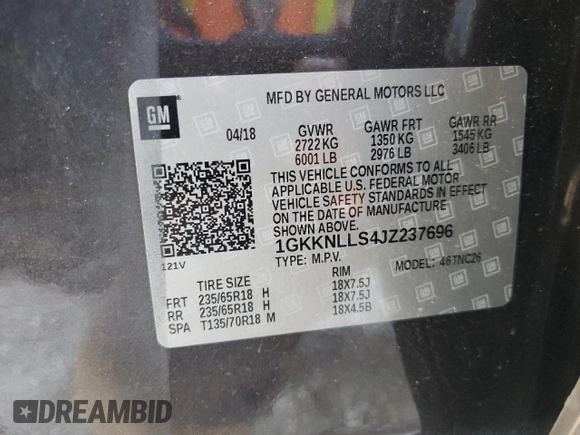 MFD BY GENERAL MOTORS LLC
GM
04/18 GVWR GAWR FRT GAWR RR
2722 KG 1350 KG 1545 KG
6001 LB 2976 LB 3406 LB
THIS VEHICLE CONFORMS TO ALL
APPLICABLE U.S. FEDERAL MOTOR
VEHICLE SAFETY STANDARDS IN EFFECT
ON THE DATE OF MANUFACTURE
SHOWN ABOVE.
1GKKNLLS4JZ237696
121V
TYPE: M.P.V. MODEL: 46TNC26
TIRE SIZE RIM
FRT 235/65R18 H 18X7.5J
RR 235/65R18 H 18X7.5J
SPA T135/70R18 M 18X4.5B
DREAMBID